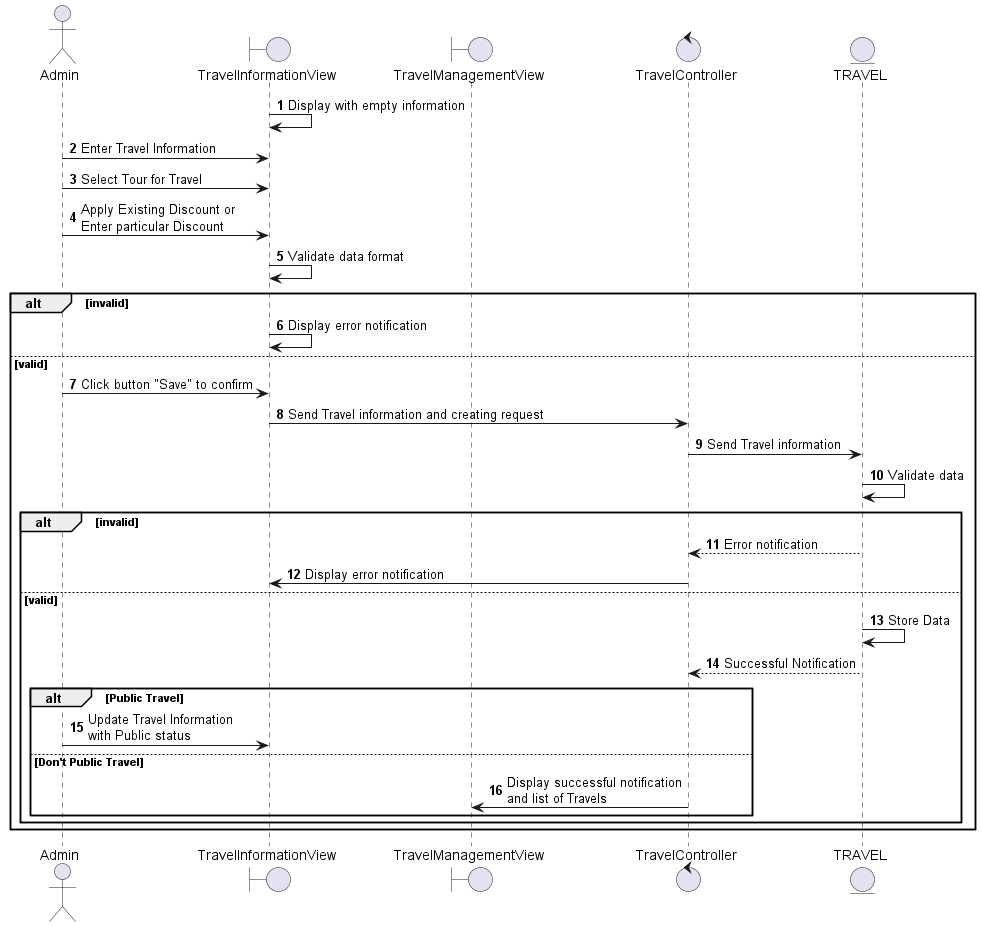 Admin
TravelInformationView
TravelManagementView
TravelController
TRAVEL
1 Display with empty information
2 Enter Travel Information
3 Select Tour for Travel
4 Apply Existing Discount or
Enter particular Discount
5 Validate data format
alt [invalid]
6 Display error notification
[valid]
7 Click button "Save" to confirm
8 Send Travel information and creating request
9 Send Travel information
10 Validate data
alt [invalid]
11 Error notification
12 Display error notification
[valid]
13 Store Data
14 Successful Notification
alt [Public Travel]
15 Update Travel Information
with Public status
[Don't Public Travel]
16 Display successful notification
and list of Travels
Admin
TravelInformationView
TravelManagementView
TravelController
TRAVEL